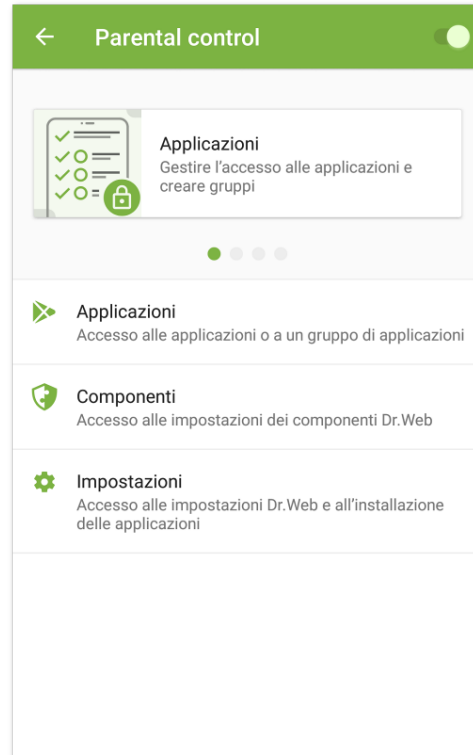 Parental control
Applicazioni
Gestire l'accesso alle applicazioni e
creare gruppi
Applicazioni
Accesso alle applicazioni o a un gruppo di applicazioni
Componenti
Accesso alle impostazioni dei componenti Dr.Web
Impostazioni
Accesso alle impostazioni Dr.Web e all'installazione
delle applicazioni